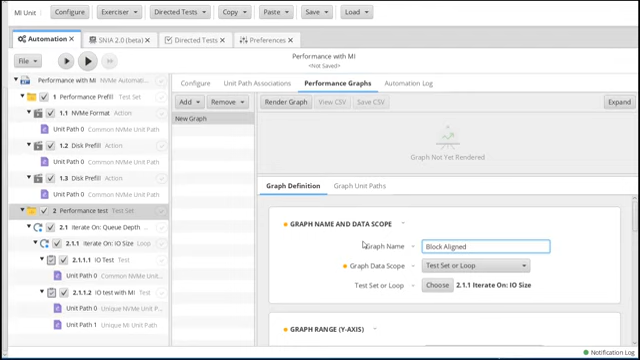 MI Unit Configure Exerciser Directed Tests Copy Paste Save Load
Automation SNIA 2.0 (beta) Directed Tests Preferences
File
Performance with MI
<Not Saved>
Performance with MI NVMe Automati...
1 Performance Prefill Test Set
1.1 NVMe Format Action
Unit Path 0 Common NVMe Unit Path
1.2 Disk Prefill Action
Unit Path 0 Common NVMe Unit Path
1.3 Disk Prefill Action
Unit Path 0 Common NVMe Unit Path
2 Performance test Test Set
2.1 Iterate On: Queue Depth
2.1.1 Iterate On: IO Size Loop
2.1.1.1 IO Test Test
Unit Path 0 Common NVMe Unit Path
2.1.1.2 IO test with MI Test
Unit Path 0 Unique NVMe Unit P...
Unit Path 1 Unique MI Unit Path
Configure Unit Path Associations Performance Graphs Automation Log
Add Remove
New Graph
Render Graph View CSV Save CSV Expand
Graph Not Yet Rendered
Graph Definition Graph Unit Paths
GRAPH NAME AND DATA SCOPE
Graph Name Block Aligned
Graph Data Scope Test Set or Loop
Test Set or Loop Choose 2.1.1 Iterate On: IO Size
GRAPH RANGE (Y-AXIS)
Notification Log